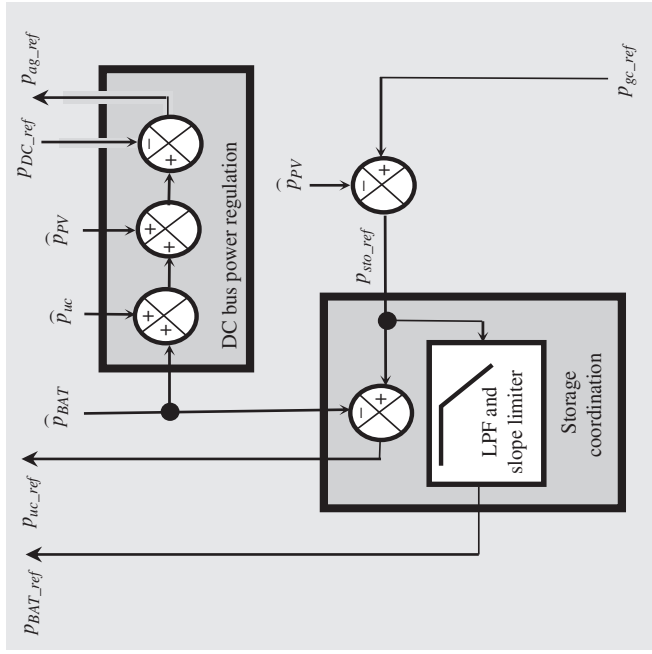 p_BAT_ref
p_uc_ref
p̂_BAT
p̂_uc
p̂_PV
p_DC_ref
p_ag_ref
+ +
+ +
+ −
DC bus power regulation
p̂_PV
p_sto_ref
− +
− +
LPF and
slope limiter
Storage
coordination
p_gc_ref